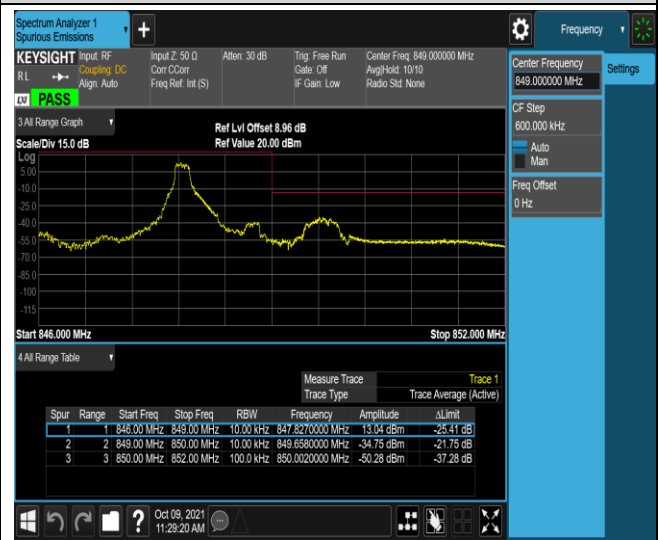 Spectrum Analyzer 1
Spurious Emissions
+
Frequency
KEYSIGHT
Input: RF
Coupling: DC
Align: Auto
Input Z: 50 Ω
Corr CCorr
Freq Ref: Int (S)
Atten: 30 dB
Trig: Free Run
Gate: Off
IF Gain: Low
Center Freq: 849.000000 MHz
Avg|Hold: 10/10
Radio Std: None
R L
LXI PASS
Center Frequency
849.000000 MHz
Settings
CF Step
600.000 kHz
Auto
Man
Freq Offset
0 Hz
3 All Range Graph
Scale/Div 15.0 dB
Ref Lvl Offset 8.96 dB
Ref Value 20.00 dBm
Log
5.00
-10.0
-25.0
-40.0
-55.0
-70.0
-85.0
-100
-115
Start 846.000 MHz
Stop 852.000 MHz
4 All Range Table
Measure Trace Trace 1
Trace Type Trace Average (Active)
Spur Range Start Freq Stop Freq RBW Frequency Amplitude ΔLimit
1 1 846.00 MHz 849.00 MHz 10.00 kHz 847.8270000 MHz 13.04 dBm -25.41 dB
2 2 849.00 MHz 850.00 MHz 10.00 kHz 849.6580000 MHz -34.75 dBm -21.75 dB
3 3 850.00 MHz 852.00 MHz 100.0 kHz 850.0020000 MHz -50.28 dBm -37.28 dB
?
Oct 09, 2021
11:29:20 AM